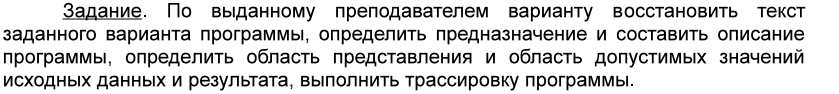 Задание. По выданному преподавателем варианту восстановить текст
заданного варианта программы, определить предназначение и составить описание
программы, определить область представления и область допустимых значений
исходных данных и результата, выполнить трассировку программы.